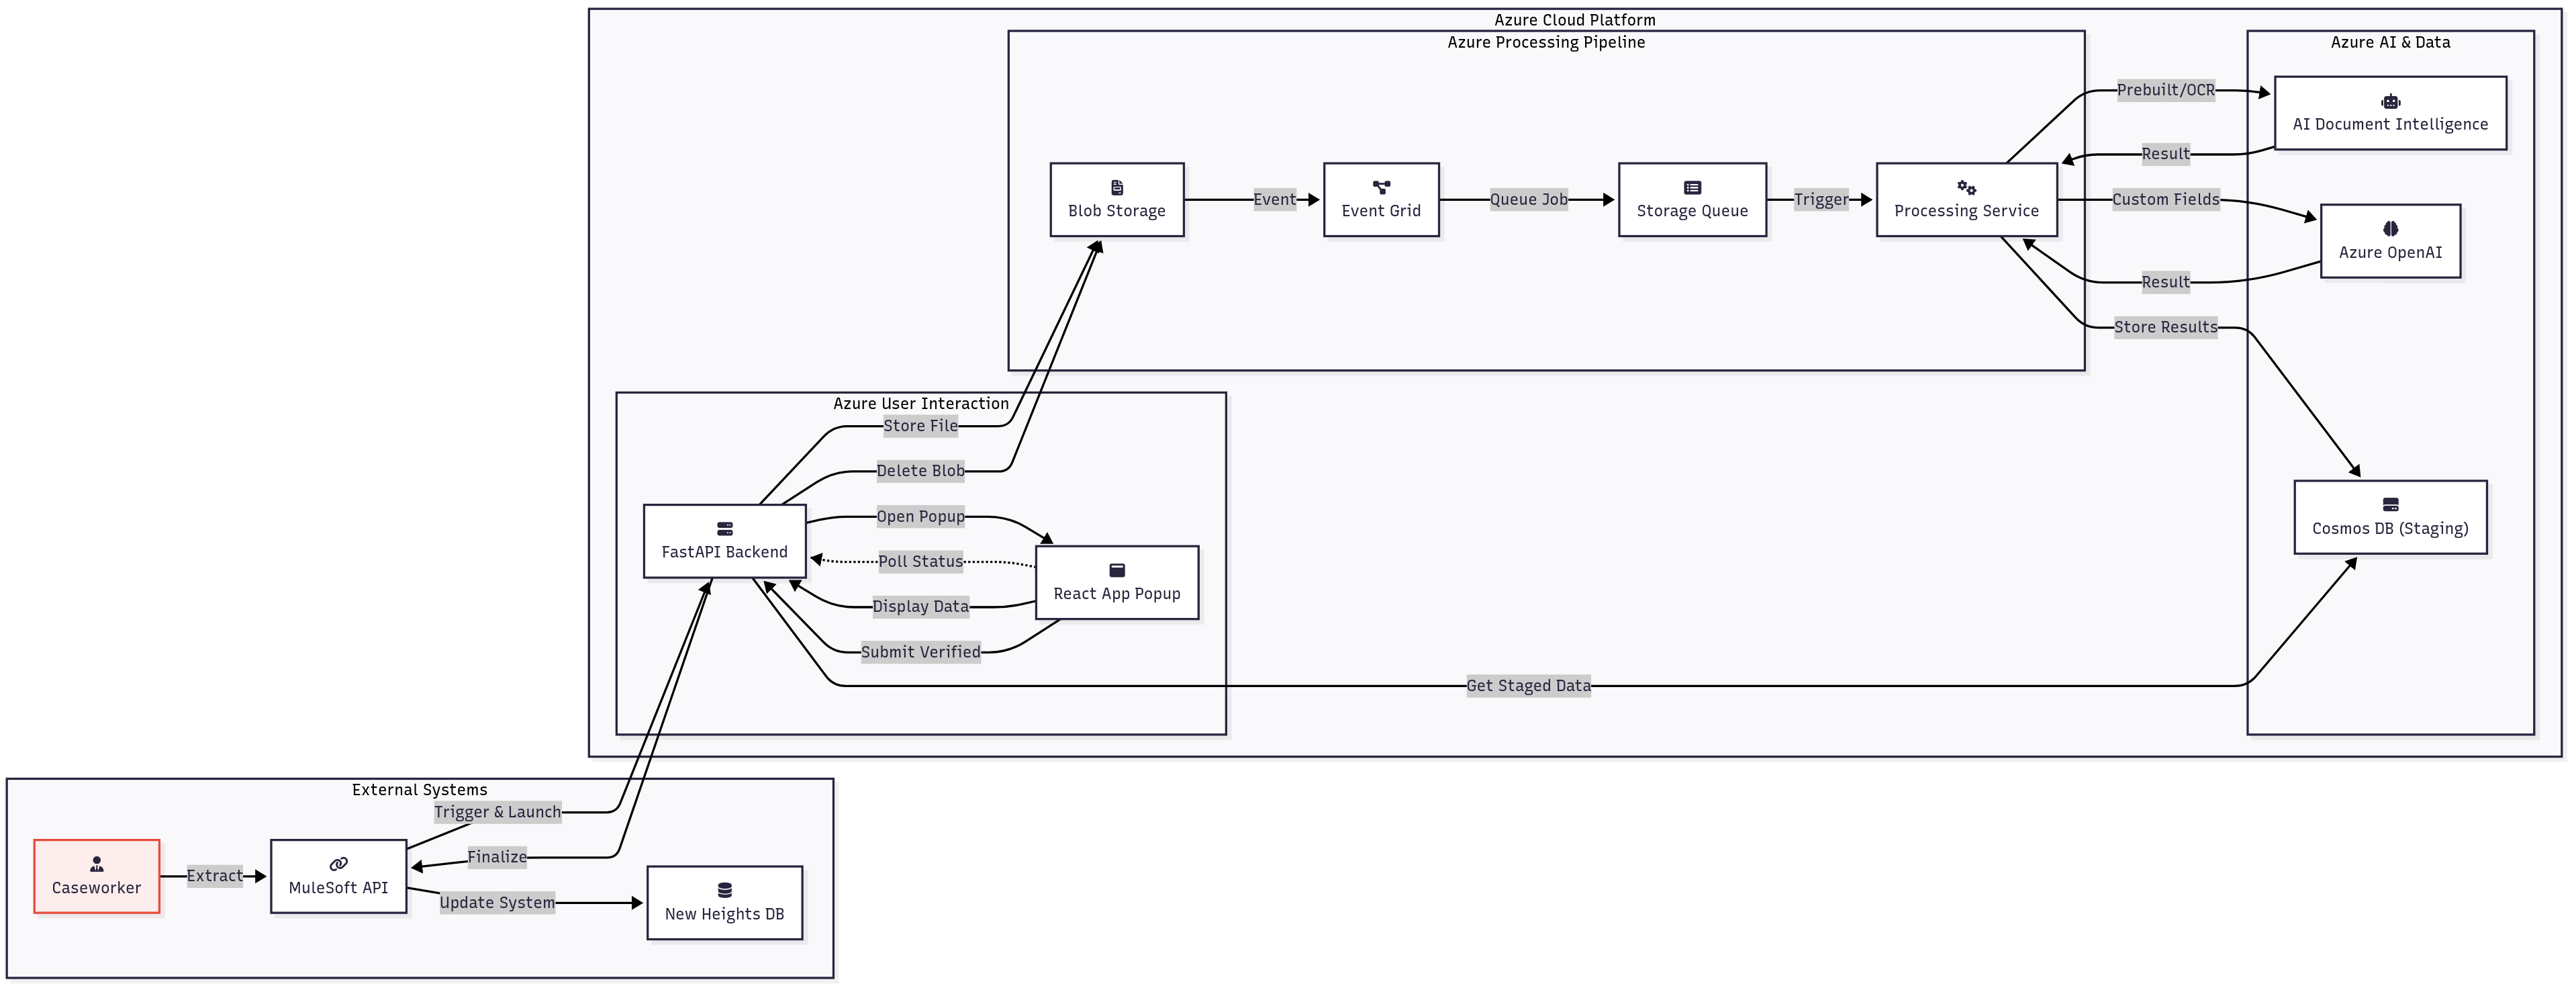 Azure Cloud Platform
Azure Processing Pipeline
Azure AI & Data
Prebuilt/OCR
AI Document Intelligence
Result
Blob Storage
Event
Event Grid
Queue Job
Storage Queue
Trigger
Processing Service
Custom Fields
Azure OpenAI
Result
Store Results
Azure User Interaction
Store File
Delete Blob
Open Popup
FastAPI Backend
Poll Status
React App Popup
Display Data
Submit Verified
Cosmos DB (Staging)
Get Staged Data
External Systems
Trigger & Launch
Finalize
Caseworker
Extract
MuleSoft API
Update System
New Heights DB